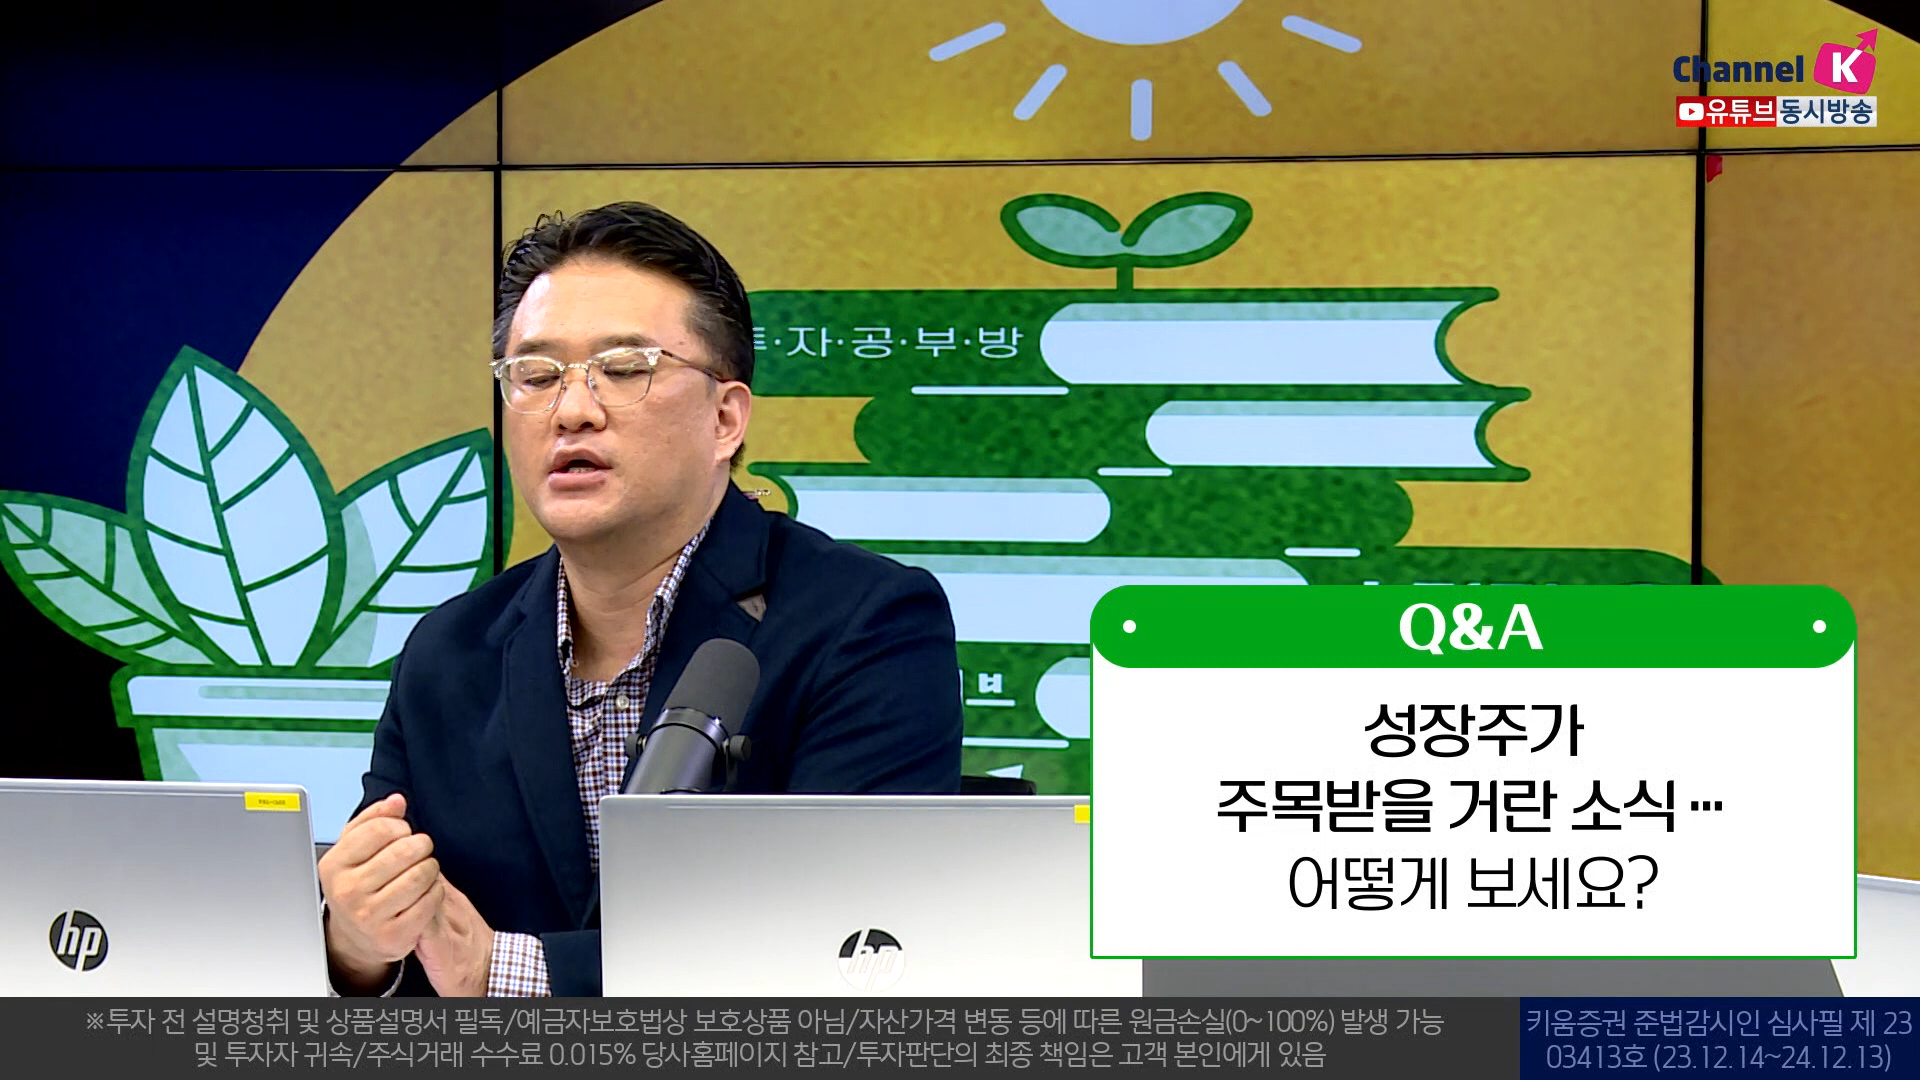 Channel K
유튜브 동시방송
투·자·공·부·방
Q&A
성장주가
주목받을 거란 소식 ···
어떻게 보세요?
hp
hp
※투자 전 설명청취 및 상품설명서 필독/예금자보호법상 보호상품 아님/자산가격 변동 등에 따른 원금손실(0~100%) 발생 가능
및 투자자 귀속/주식거래 수수료 0.015% 당사홈페이지 참고/투자판단의 최종 책임은 고객 본인에게 있음
키움증권 준법감시인 심사필 제 23
03413호 (23.12.14~24.12.13)